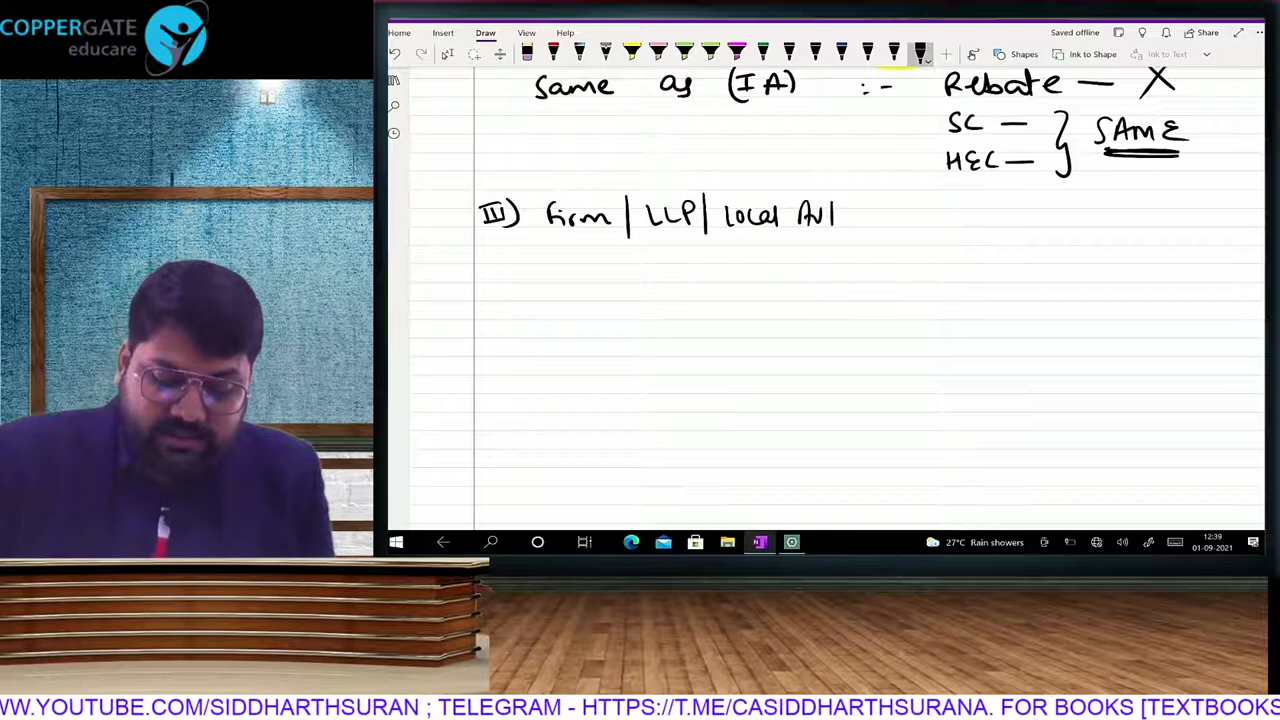 COPPERGATE
educare
Home Insert Draw View Help
Saved offline
Share
Shapes
Ink to Shape
Ink to Text
Same as (IA) :- Rebate — X
SC —
HEC —
SAME
III) Firm | LLP | Local Aut
27°C Rain showers
12:39
01-09-2021
WW.YOUTUBE.COM/SIDDHARTHSURAN ; TELEGRAM - HTTPS://T.ME/CASIDDHARTHSURANA. FOR BOOKS [TEXTBOOKS